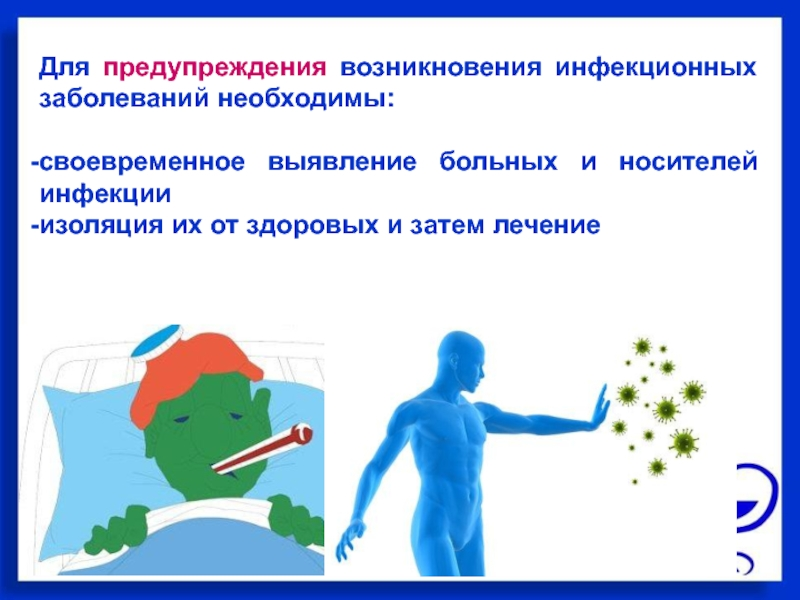 Для предупреждения возникновения инфекционных
заболеваний необходимы:
-своевременное выявление больных и носителей
инфекции
-изоляция их от здоровых и затем лечение